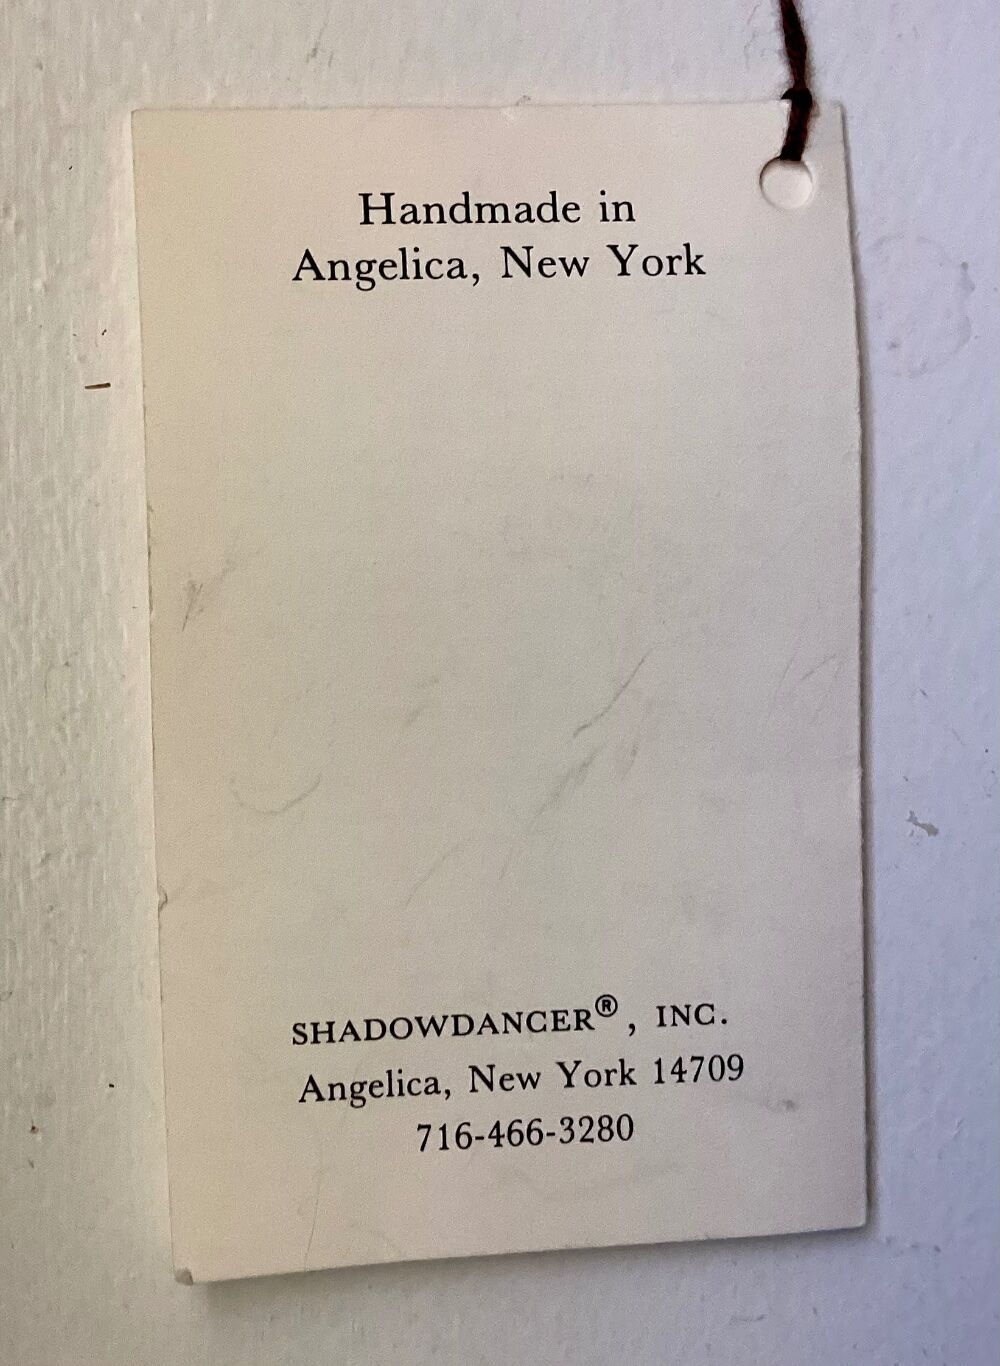 Handmade in
Angelica, New York
SHADOWDANCER®, INC.
Angelica, New York 14709
716-466-3280